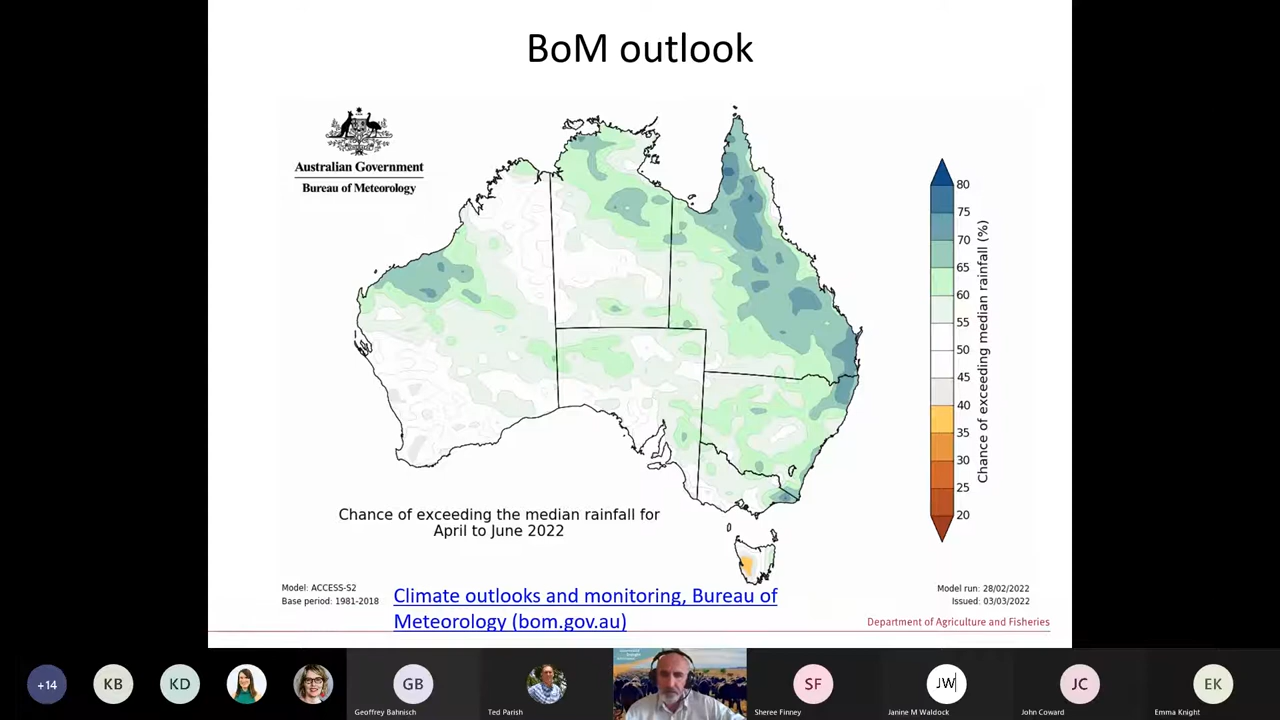 BoM outlook
Australian Government
Bureau of Meteorology
80
75
70
65
60
55
50
45
40
35
30
25
20
Chance of exceeding median rainfall (%)
Chance of exceeding the median rainfall for
April to June 2022
Model: ACCESS-S2
Base period: 1981-2018
Climate outlooks and monitoring, Bureau of
Meteorology (bom.gov.au)
Model run: 28/02/2022
Issued: 03/03/2022
Department of Agriculture and Fisheries
+14
KB
KD
GB
Geoffrey Bahnisch
Ted Parish
SF
Sheree Finney
JW
Janine M Waldock
JC
John Coward
EK
Emma Knight